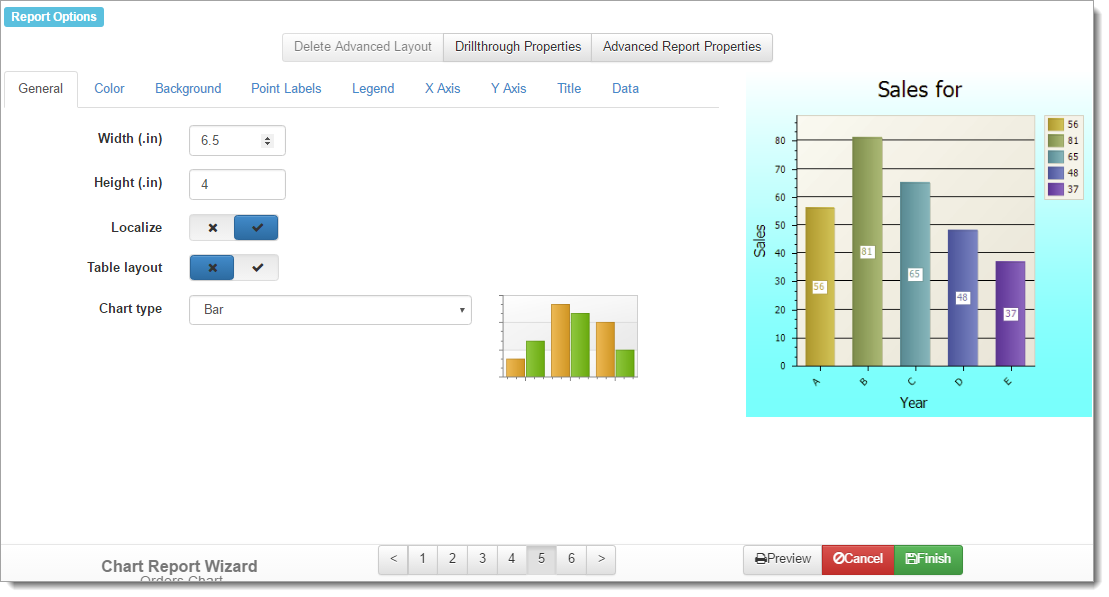 Report Options
Delete Advanced Layout Drillthrough Properties Advanced Report Properties
General Color Background Point Labels Legend X Axis Y Axis Title Data
Width (.in) 6.5
Height (.in) 4
Localize
Table layout
Chart type Bar
Sales for
56
81
65
48
37
Sales
80
70
60
50
40
30
20
10
0
56
81
65
48
37
A B C D E
Year
Chart Report Wizard
Orders Chart
< 1 2 3 4 5 6 >
Preview Cancel Finish